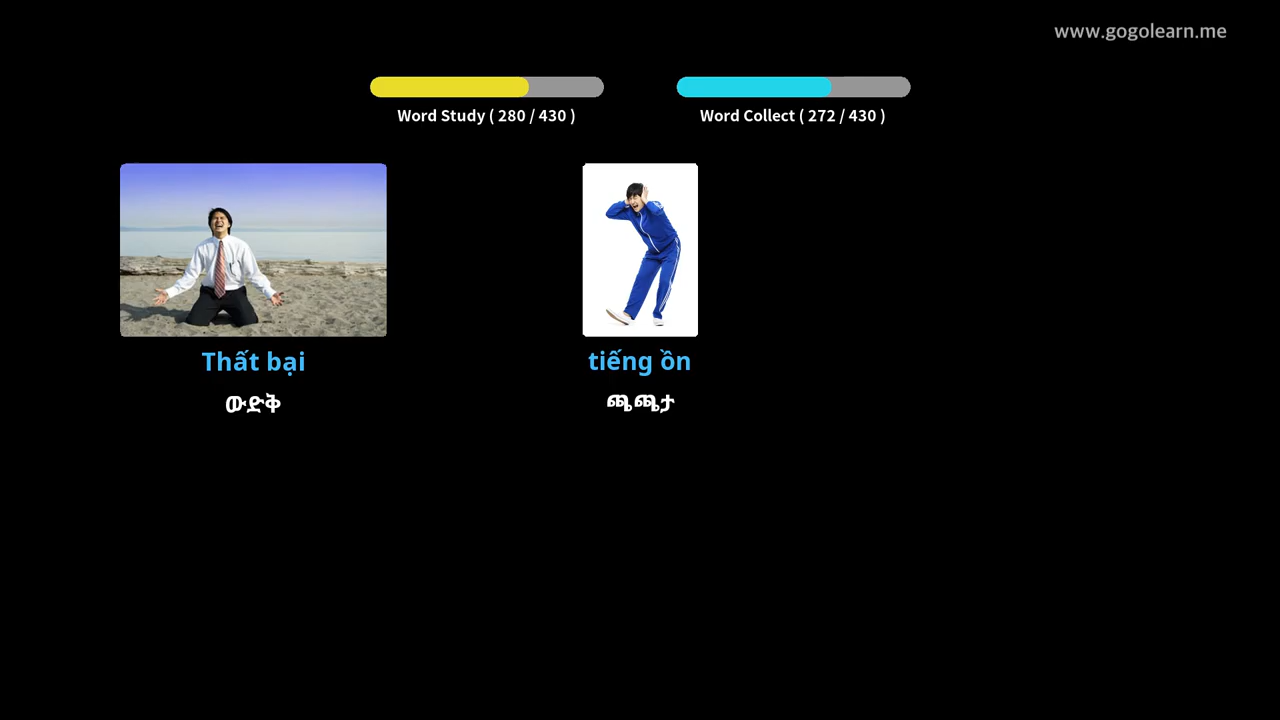 www.gogolearn.me
Word Study ( 280 / 430 )
Word Collect ( 272 / 430 )
Thất bại
ውድቅ
tiếng ồn
ጫጫታ